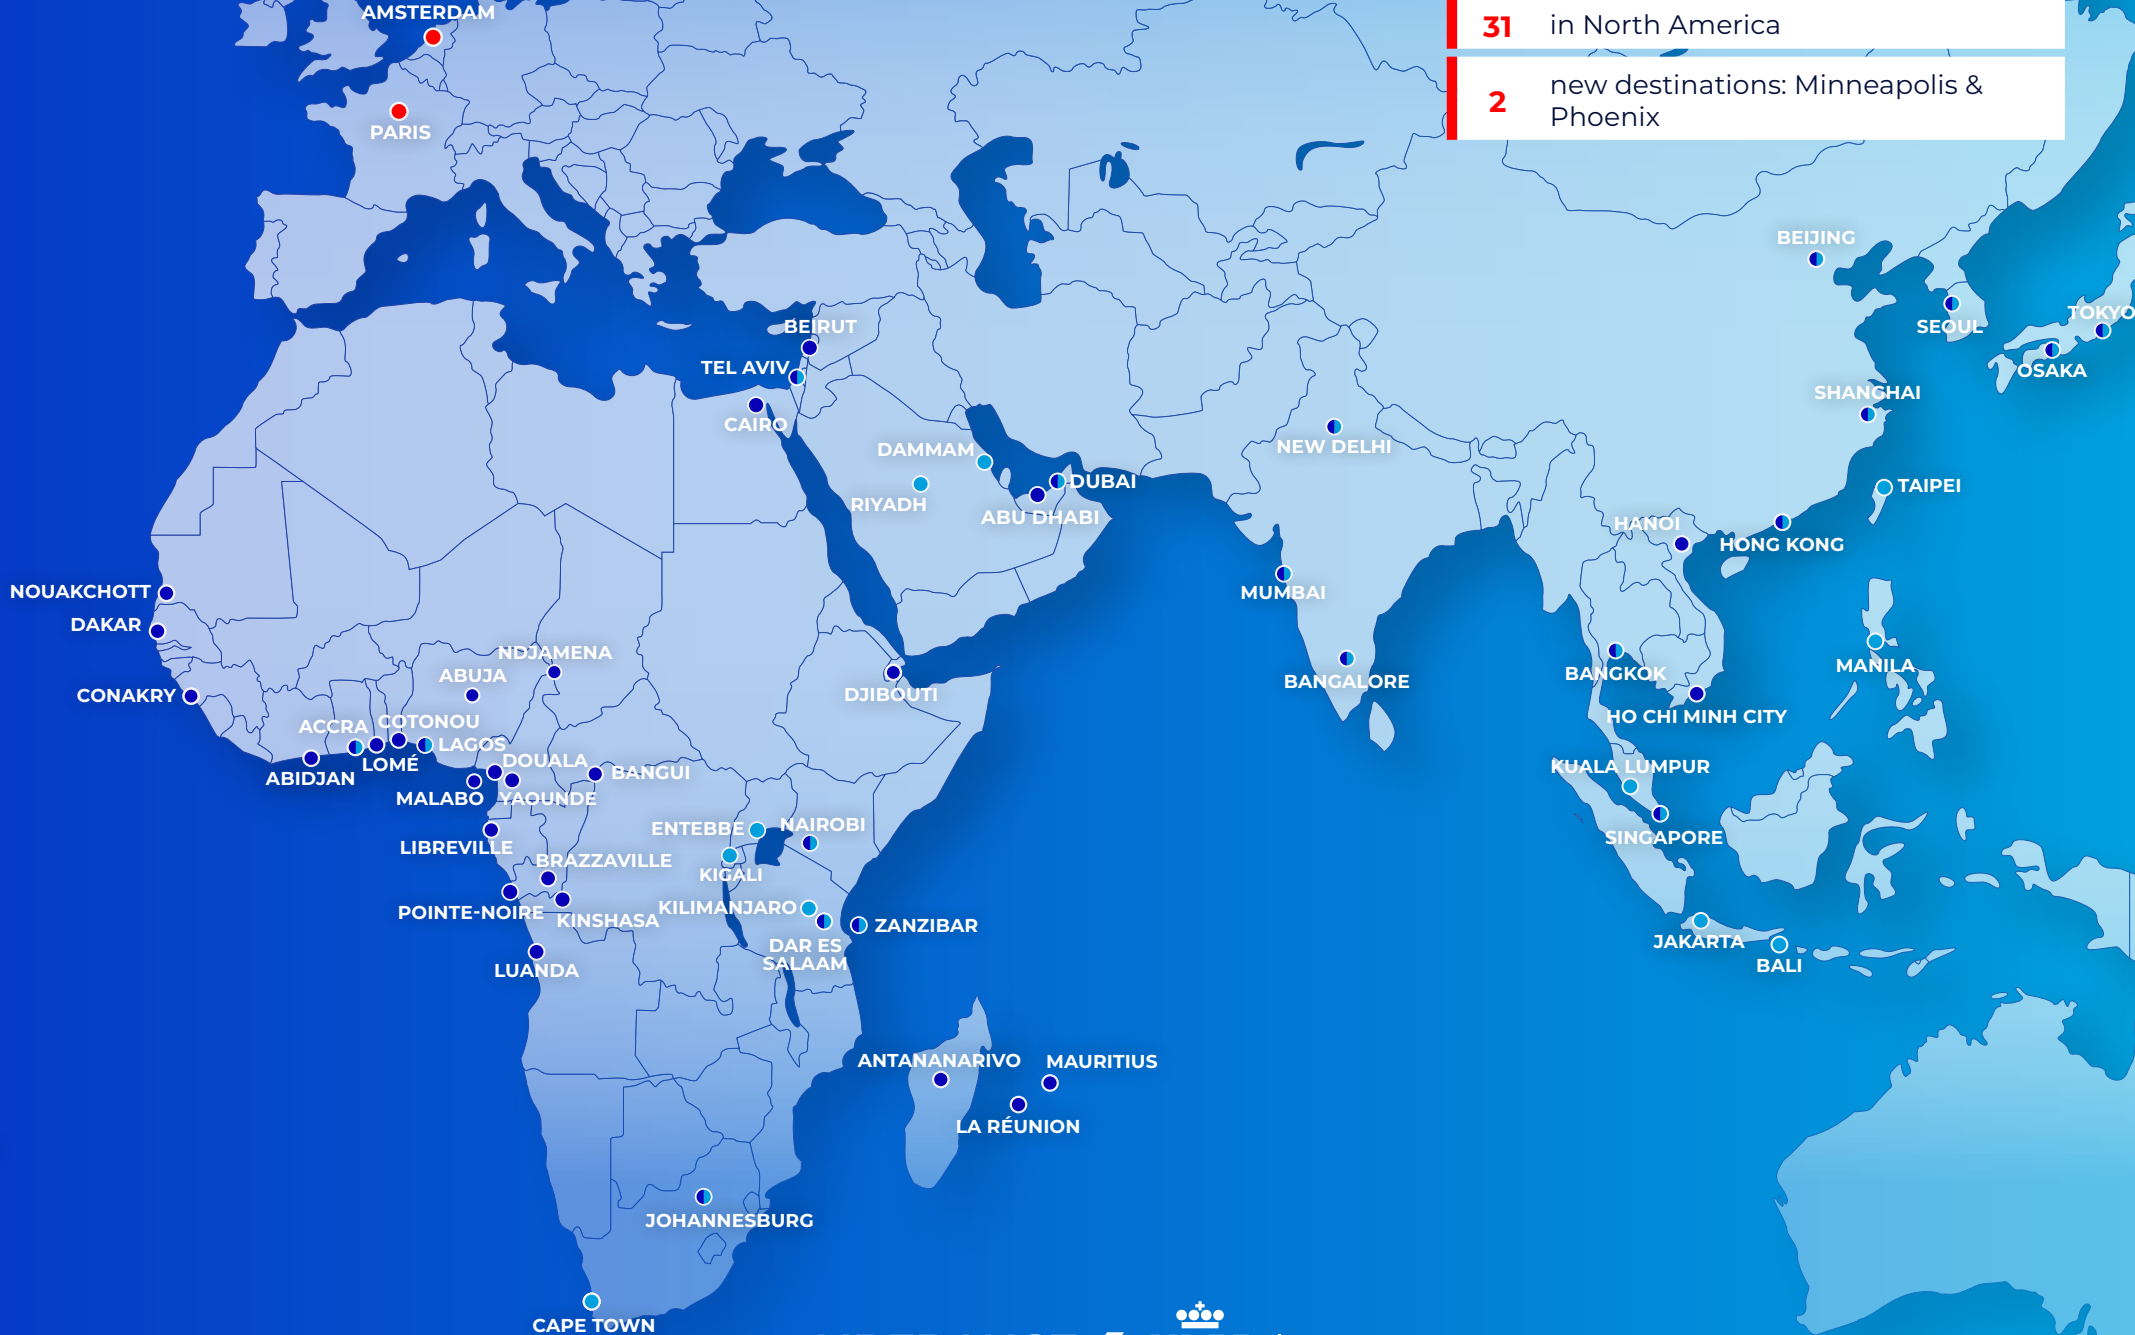 AMSTERDAM
31 in North America
2 new destinations: Minneapolis &
Phoenix
PARIS
BEIJING
SEOUL
TOKYO
BEIRUT
TEL AVIV
OSAKA
SHANGHAI
CAIRO
NEW DELHI
DAMMAM
DUBAI
RIYADH
ABU DHABI
TAIPEI
HANOI
HONG KONG
NOUAKCHOTT
MUMBAI
DAKAR
NDJAMENA
ABUJA
MANILA
BANGKOK
BANGALORE
CONAKRY
DJIBOUTI
HO CHI MINH CITY
ACCRA
COTONOU
LAGOS
ABIDJAN
LOMÉ
DOUALA
BANGUI
KUALA LUMPUR
MALABO
YAOUNDE
ENTEBBE
NAIROBI
SINGAPORE
LIBREVILLE
BRAZZAVILLE
KIGALI
POINTE-NOIRE
KINSHASA
KILIMANJARO
ZANZIBAR
DAR ES
SALAAM
JAKARTA
BALI
LUANDA
ANTANANARIVO
MAURITIUS
LA RÉUNION
JOHANNESBURG
CAPE TOWN